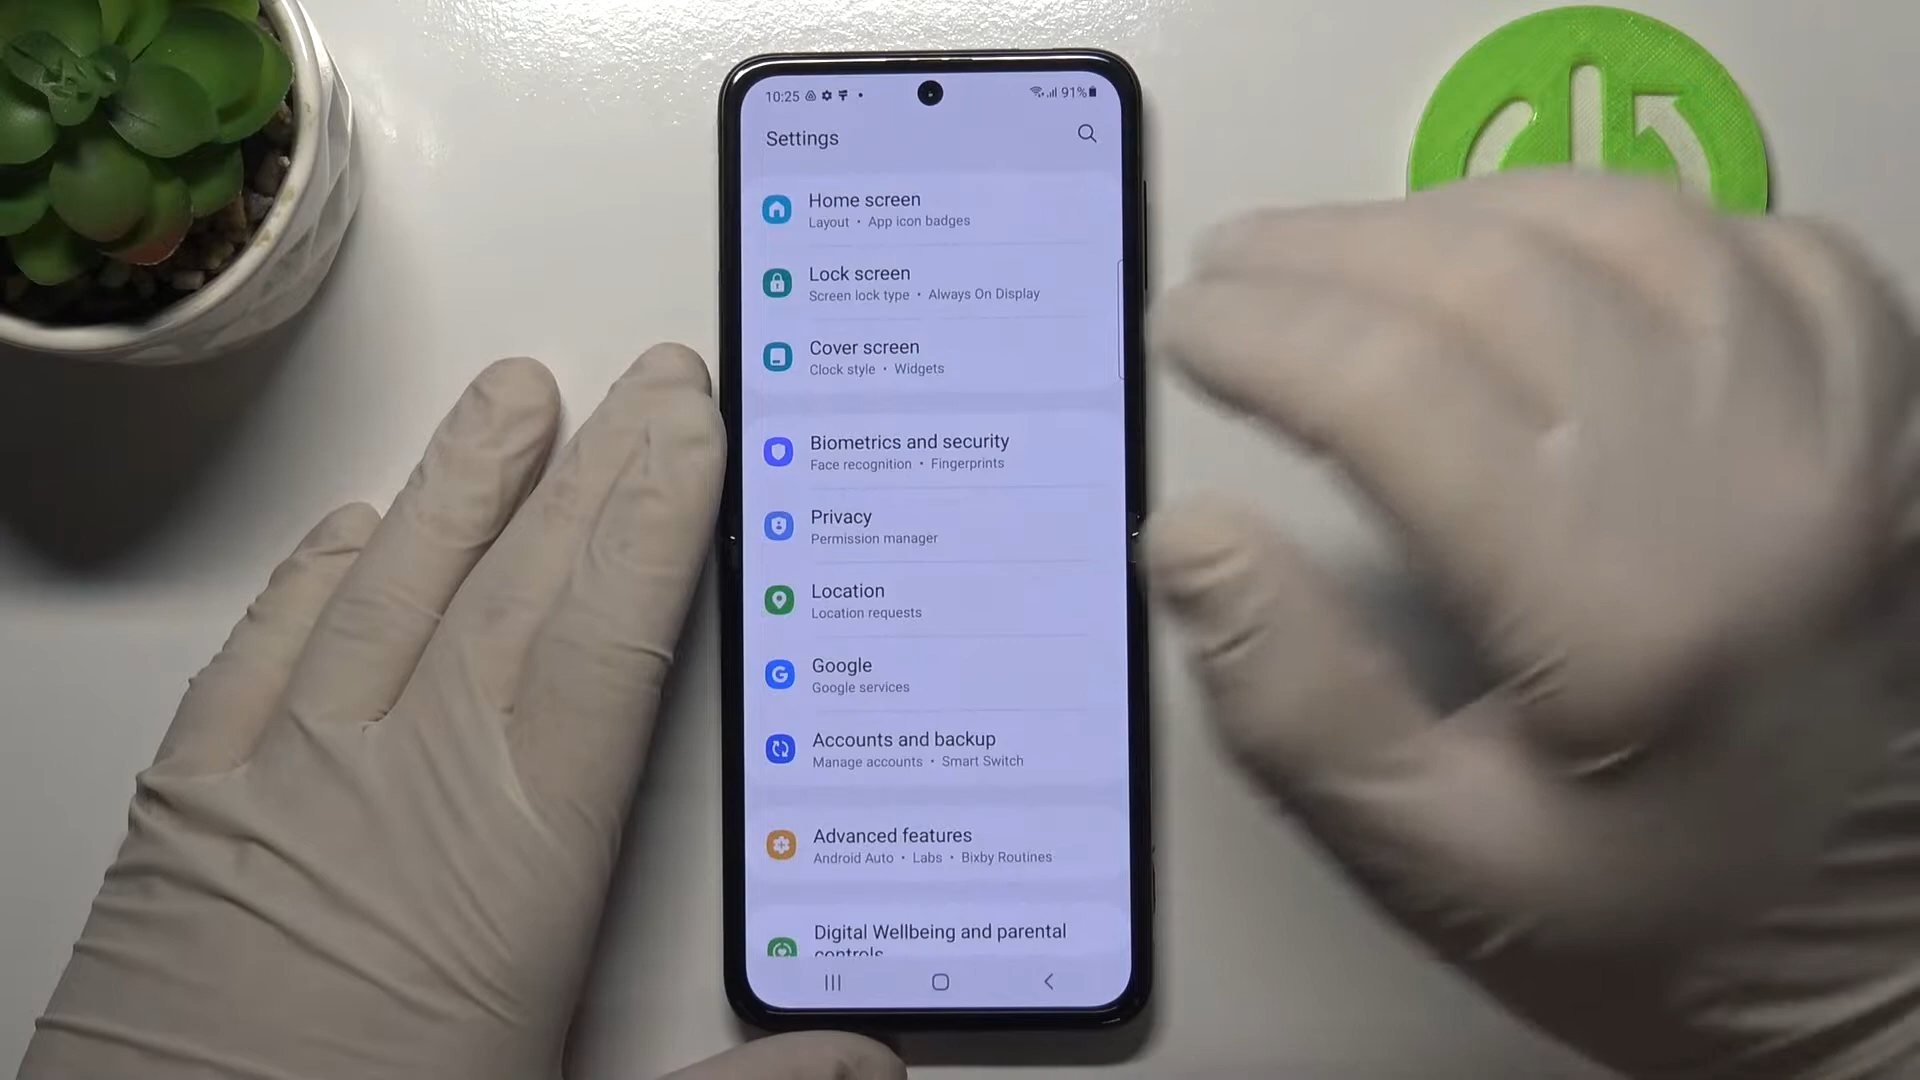 10:25 91%
Settings
Home screen
Layout • App icon badges
Lock screen
Screen lock type • Always On Display
Cover screen
Clock style • Widgets
Biometrics and security
Face recognition • Fingerprints
Privacy
Permission manager
Location
Location requests
Google
Google services
Accounts and backup
Manage accounts • Smart Switch
Advanced features
Android Auto • Labs • Bixby Routines
Digital Wellbeing and parental
controls